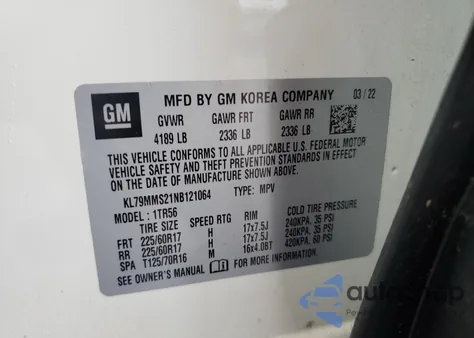 GM
MFD BY GM KOREA COMPANY 03 / 22
GVWR GAWR FRT GAWR RR
4189 LB 2336 LB 2336 LB
THIS VEHICLE CONFORMS TO ALL APPLICABLE U.S. FEDERAL MOTOR
VEHICLE SAFETY, BUMPER, AND THEFT PREVENTION STANDARDS IN EFFECT
ON THE DATE OF MANUFACTURE SHOWN ABOVE.
KL79MMS21NB121064 TYPE: MPV
MODEL : 1TR56
TIRE SIZE SPEED RTG RIM COLD TIRE PRESSURE
FRT 225/60R17 H 17x7.5J 240KPA, 35 PSI
RR 225/60R17 H 17x7.5J 240KPA, 35 PSI
SPA T125/70R16 M 16x4.0BT 420KPA, 60 PSI
SEE OWNER'S MANUAL FOR MORE INFORMATION